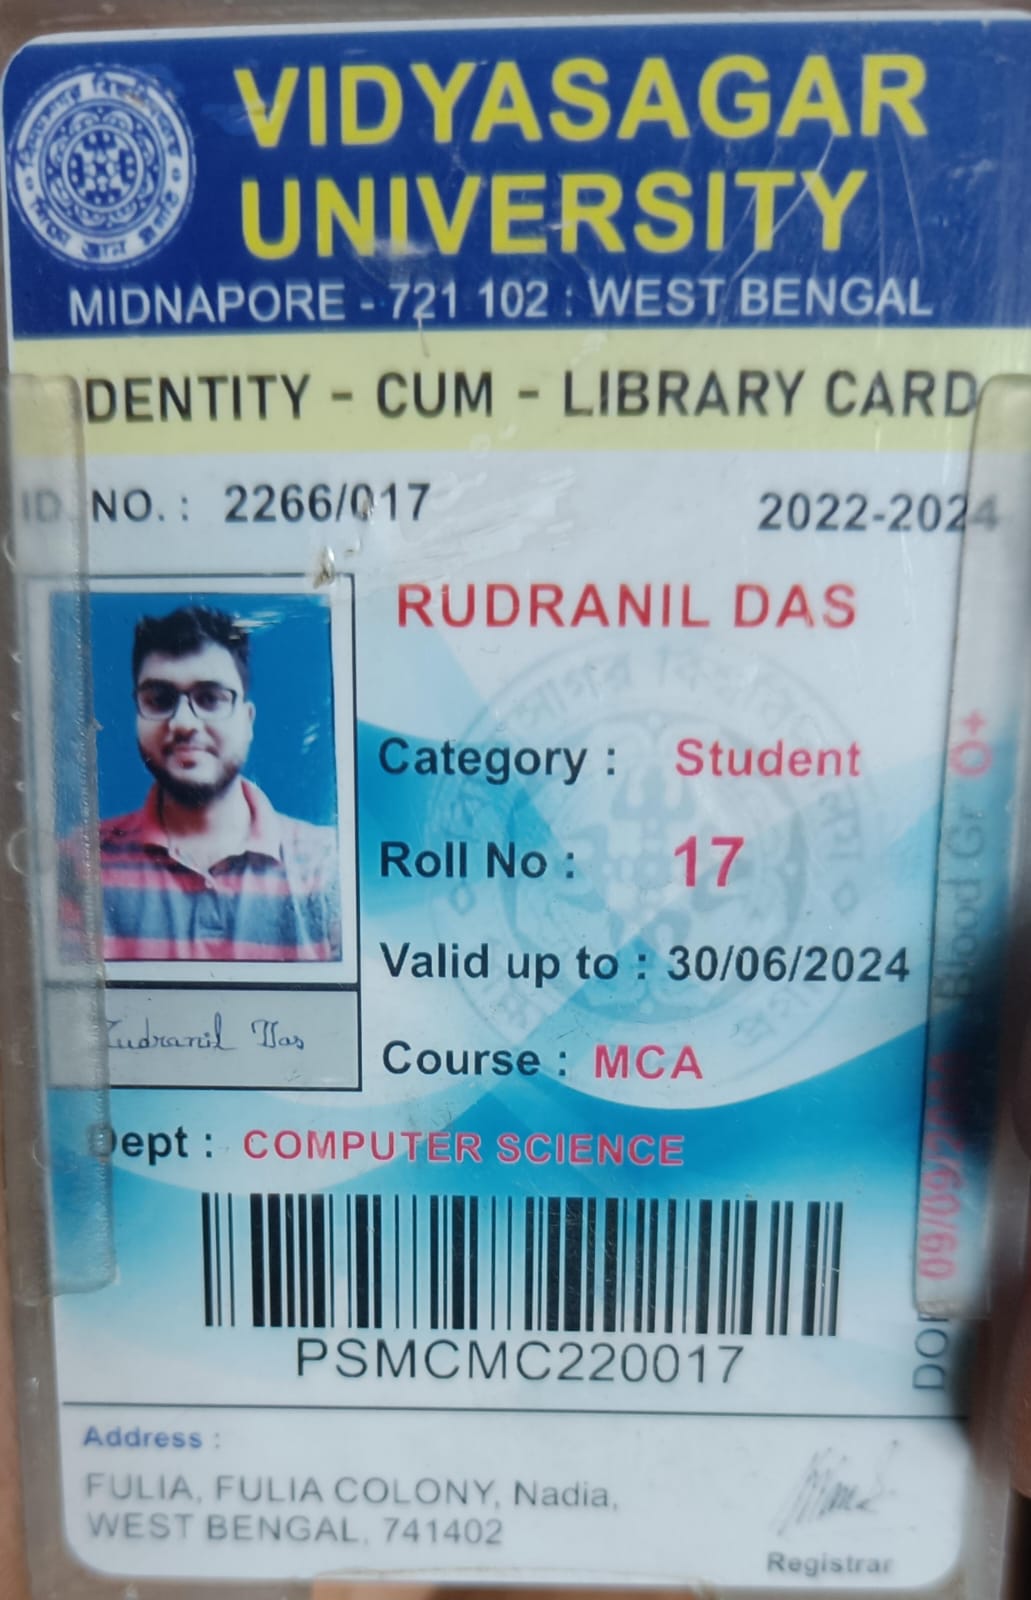 VIDYASAGAR
UNIVERSITY
MIDNAPORE - 721 102 : WEST BENGAL
IDENTITY - CUM - LIBRARY CARD
ID. NO. : 2266/017
2022-2024
RUDRANIL DAS
Category : Student
Roll No : 17
Valid up to : 30/06/2024
Course : MCA
Rudranil Das
Dept : COMPUTER SCIENCE
PSMCMC220017
Blood Gr O+
DOB 09/09/
Address :
FULIA, FULIA COLONY, Nadia,
WEST BENGAL, 741402
Registrar